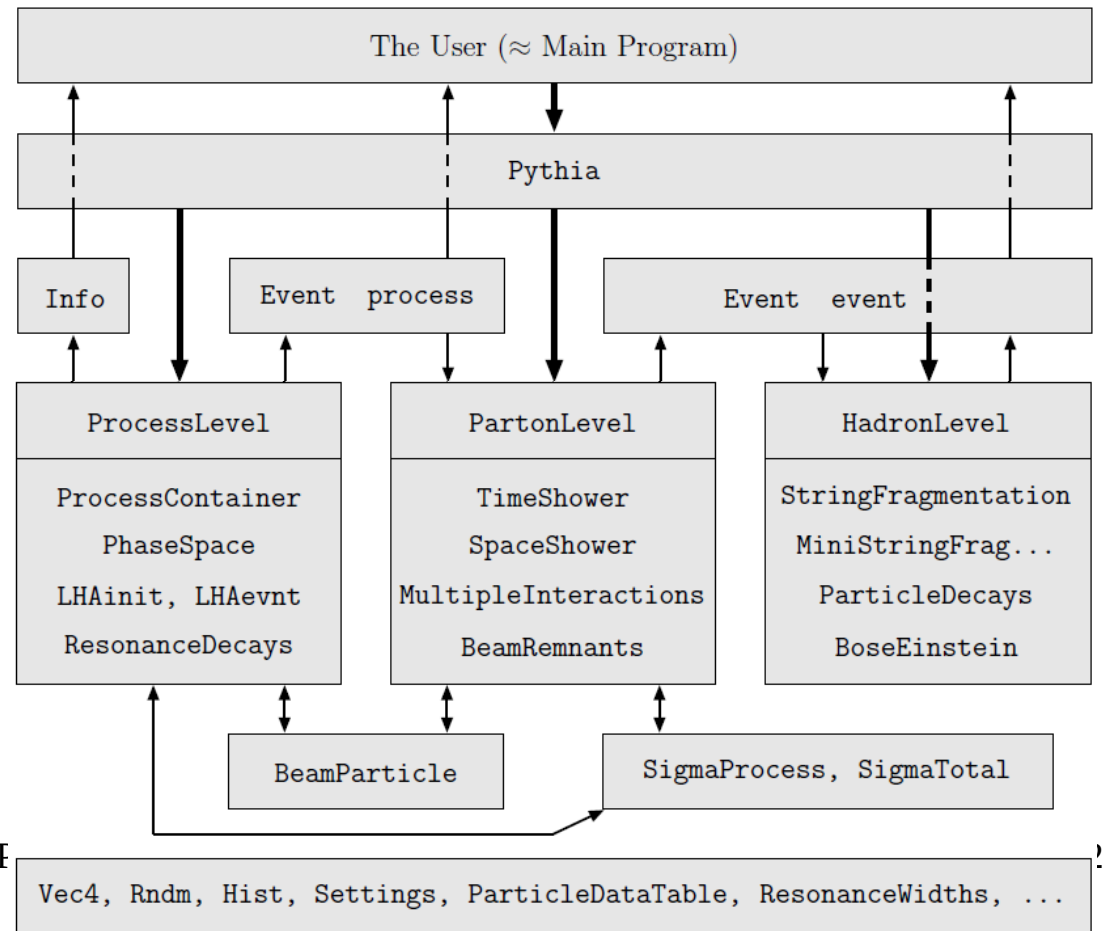 The User (≈ Main Program)
Pythia
Info
Event process
Event event
ProcessLevel
ProcessContainer
PhaseSpace
LHAinit, LHAevnt
ResonanceDecays
PartonLevel
TimeShower
SpaceShower
MultipleInteractions
BeamRemnants
HadronLevel
StringFragmentation
MiniStringFrag...
ParticleDecays
BoseEinstein
BeamParticle
SigmaProcess, SigmaTotal
Vec4, Rndm, Hist, Settings, ParticleDataTable, ResonanceWidths, ...